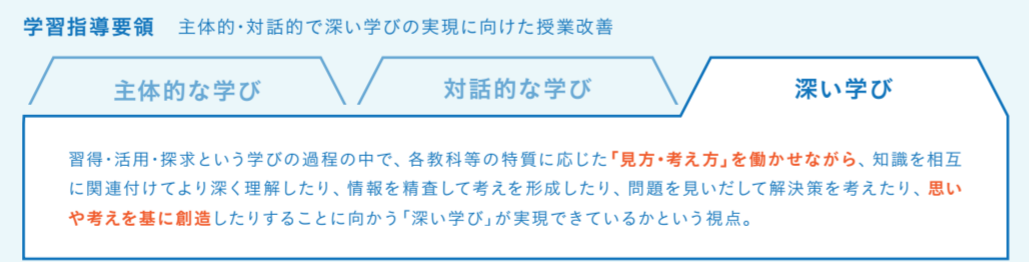 学習指導要領 主体的・対話的で深い学びの実現に向けた授業改善
主体的な学び 対話的な学び 深い学び
習得・活用・探求という学びの過程の中で、各教科等の特質に応じた「見方・考え方」を働かせながら、知識を相互
に関連付けてより深く理解したり、情報を精査して考えを形成したり、問題を見いだして解決策を考えたり、思い
や考えを基に創造したりすることに向かう「深い学び」が実現できているかという視点。